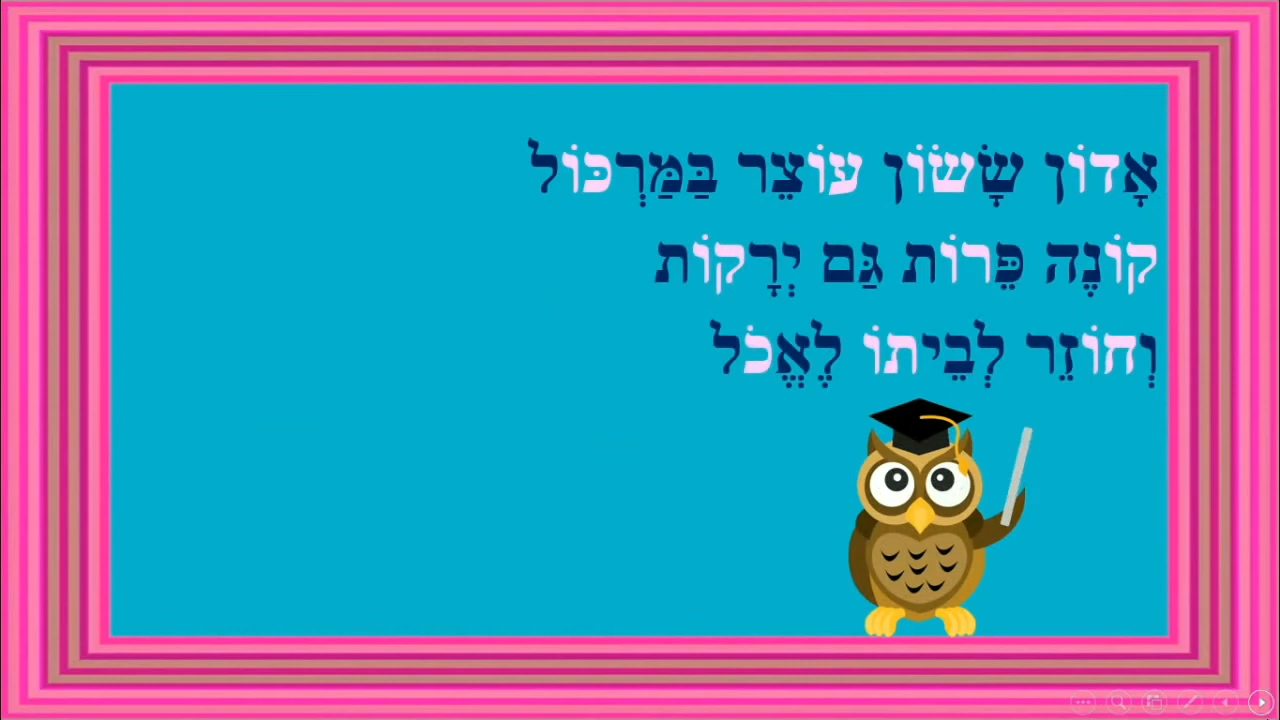 אָדוֹן שָׂשׂוֹן עוֹצֵר בַּמַּרְכּוֹל
קוֹנֶה פֵּרוֹת גַּם יְרָקוֹת
וְחוֹזֵר לְבֵיתוֹ לֶאֱכֹל